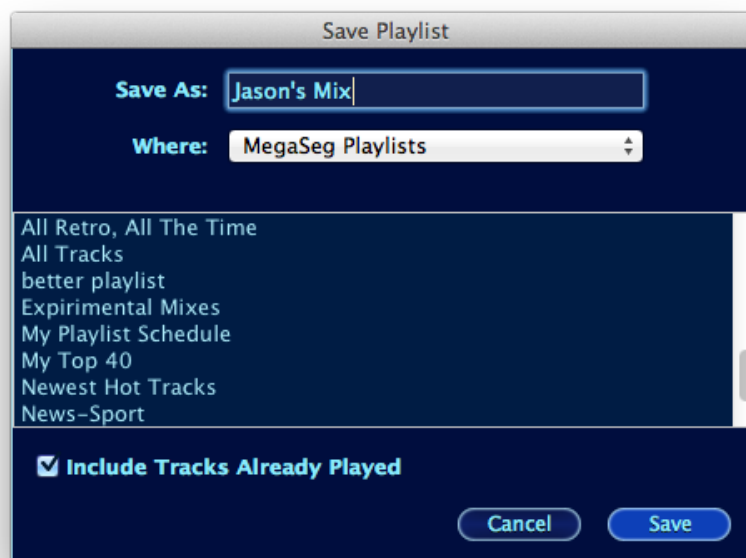 Save Playlist
Save As: Jason's Mix
Where: MegaSeg Playlists
All Retro, All The Time
All Tracks
better playlist
Expirimental Mixes
My Playlist Schedule
My Top 40
Newest Hot Tracks
News-Sport
Include Tracks Already Played
Cancel Save